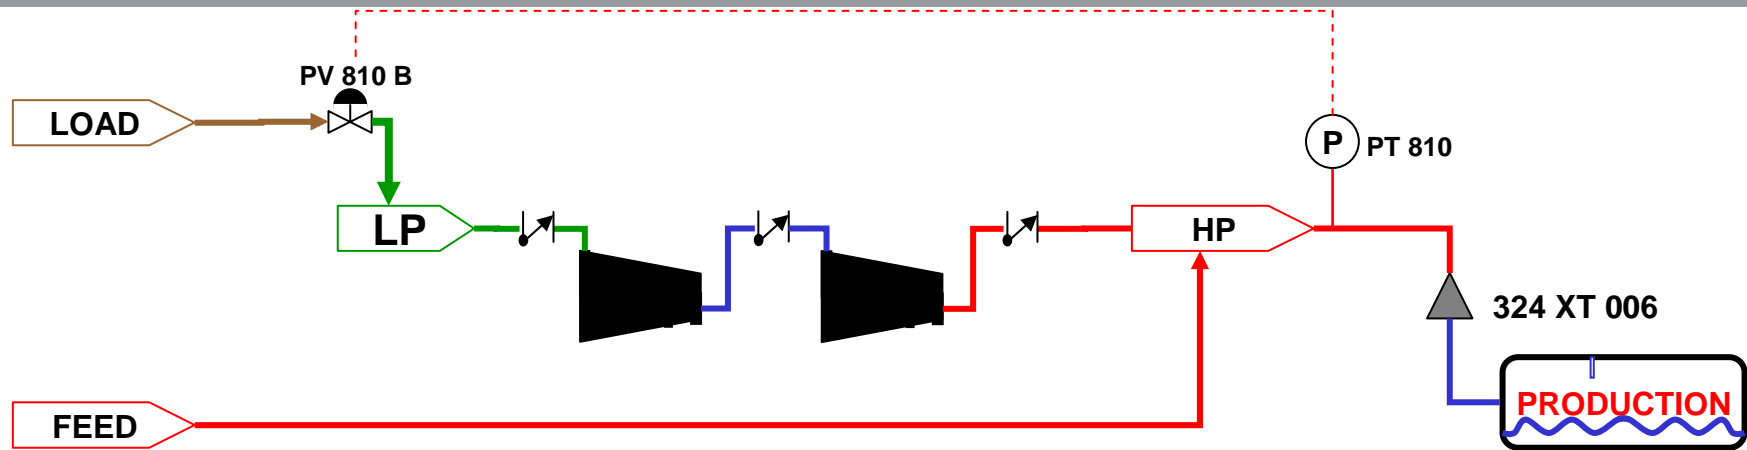 PV 810 B
LOAD
P
PT 810
LP
HP
324 XT 006
PRODUCTION
FEED